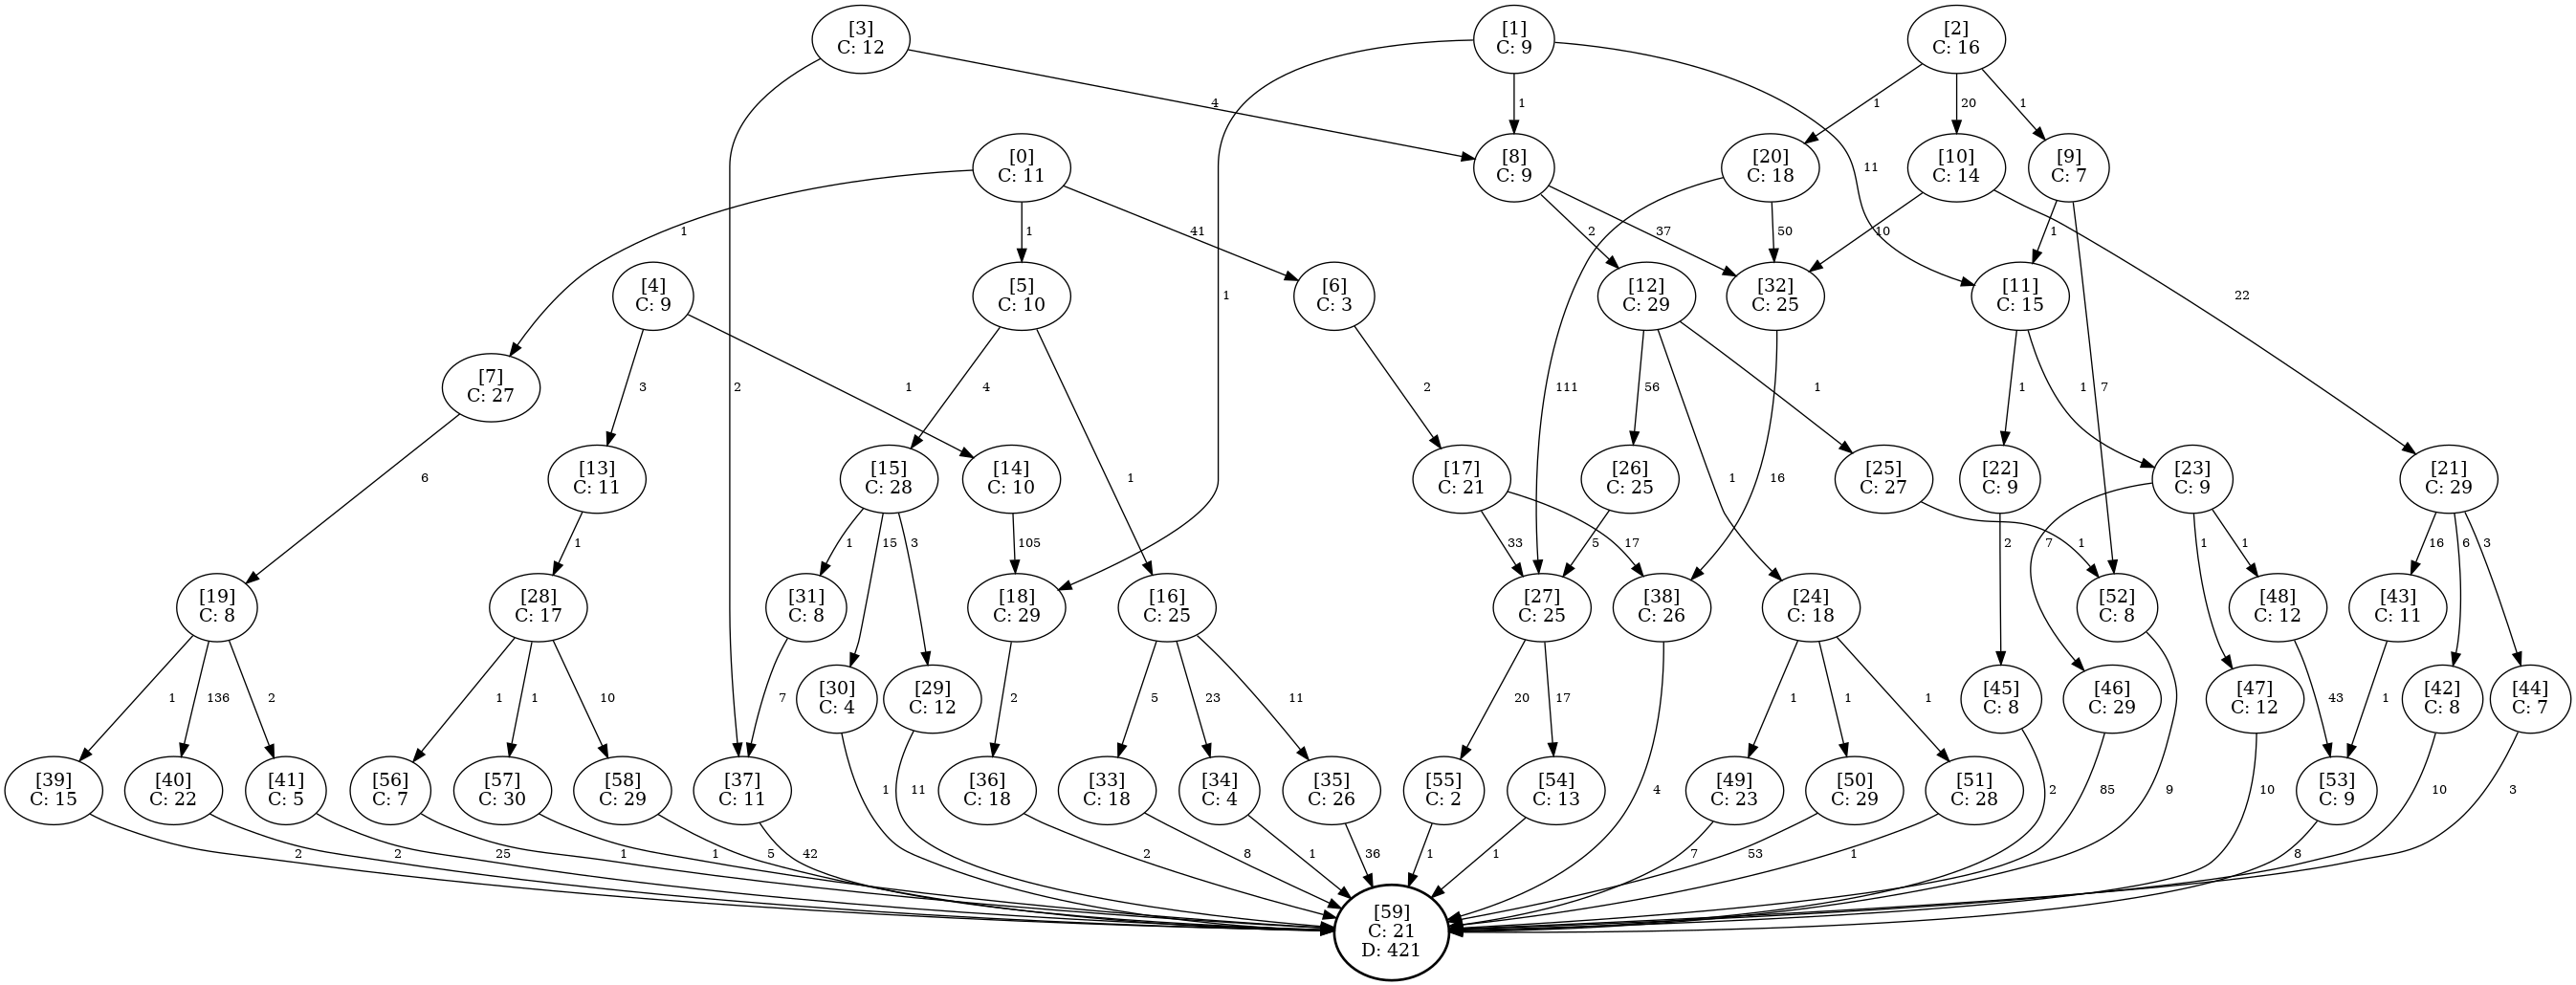 [3]
C: 12
[1]
C: 9
[2]
C: 16
4
1
1
20
1
[0]
C: 11
[8]
C: 9
[20]
C: 18
[10]
C: 14
[9]
C: 7
11
1
1
41
2
37
50
10
1
[4]
C: 9
[5]
C: 10
[6]
C: 3
1
[12]
C: 29
[32]
C: 25
[11]
C: 15
22
[7]
C: 27
3
1
2
4
2
111
56
1
1
1
7
6
[13]
C: 11
[15]
C: 28
[14]
C: 10
1
[17]
C: 21
[26]
C: 25
1
16
[25]
C: 27
[22]
C: 9
[23]
C: 9
[21]
C: 29
1
1
15
3
105
33
17
5
2
1
7
1
1
16
6
3
[19]
C: 8
[28]
C: 17
[31]
C: 8
[18]
C: 29
[16]
C: 25
[27]
C: 25
[38]
C: 26
[24]
C: 18
[52]
C: 8
[48]
C: 12
[43]
C: 11
1
136
2
1
1
10
7
[30]
C: 4
[29]
C: 12
2
5
23
11
20
17
1
1
1
[45]
C: 8
[46]
C: 29
[47]
C: 12
43
1
[42]
C: 8
[44]
C: 7
[39]
C: 15
[40]
C: 22
[41]
C: 5
[56]
C: 7
[57]
C: 30
[58]
C: 29
[37]
C: 11
1
11
[36]
C: 18
[33]
C: 18
[34]
C: 4
[35]
C: 26
[55]
C: 2
[54]
C: 13
4
[49]
C: 23
[50]
C: 29
[51]
C: 28
2
85
9
10
[53]
C: 9
10
3
2
2
25
1
1
5
42
2
8
1
36
1
1
7
53
1
8
[59]
C: 21
D: 421